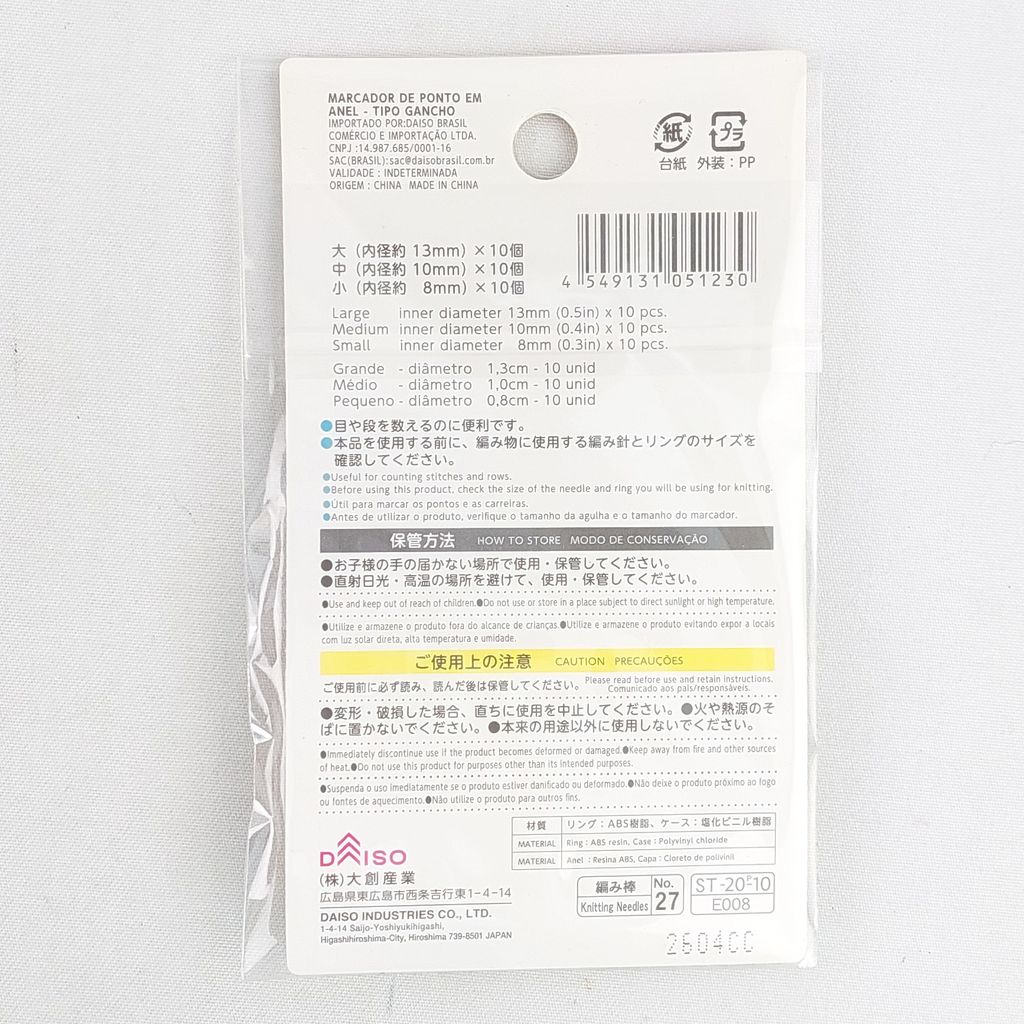 MARCADOR DE PONTO EM
ANEL - TIPO GANCHO
IMPORTADO POR:DAISO BRASIL
COMÉRCIO E IMPORTAÇÃO LTDA.
CNPJ :14.987.685/0001-16
SAC(BRASIL):sac@daisobrasil.com.br
VALIDADE : INDETERMINADA
ORIGEM : CHINA MADE IN CHINA
紙 プラ
台紙 外装：PP
大（内径約 13mm）×10個
中（内径約 10mm）×10個
小（内径約 8mm）×10個
4 549131 051230
Large inner diameter 13mm (0.5in) x 10 pcs.
Medium inner diameter 10mm (0.4in) x 10 pcs.
Small inner diameter 8mm (0.3in) x 10 pcs.
Grande - diâmetro 1,3cm - 10 unid
Médio - diâmetro 1,0cm - 10 unid
Pequeno - diâmetro 0,8cm - 10 unid
●目や段を数えるのに便利です。
●本品を使用する前に、編み物に使用する編み針とリングのサイズを
確認してください。
●Useful for counting stitches and rows.
●Before using this product, check the size of the needle and ring you will be using for knitting.
●Útil para marcar os pontos e as carreiras.
●Antes de utilizar o produto, verifique o tamanho da agulha e o tamanho do marcador.
保管方法 HOW TO STORE MODO DE CONSERVAÇÃO
●お子様の手の届かない場所で使用・保管してください。
●直射日光・高温の場所を避けて、使用・保管してください。
●Use and keep out of reach of children.●Do not use or store in a place subject to direct sunlight or high temperature.
●Utilize e armazene o produto fora do alcance de crianças.●Utilize e armazene o produto evitando expor a locais
com luz solar direta, alta temperatura e umidade.
ご使用上の注意 CAUTION PRECAUÇÕES
ご使用前に必ず読み、読んだ後は保管してください。 Please read before use and retain instructions.
Comunicado aos pais/responsáveis.
●変形・破損した場合、直ちに使用を中止してください。●火や熱源のそ
ばに置かないでください。●本来の用途以外に使用しないでください。
●Immediately discontinue use if the product becomes deformed or damaged.●Keep away from fire and other sources
of heat.●Do not use this product for purposes other than its intended purposes.
●Suspenda o uso imediatamente se o produto estiver danificado ou deformado.●Não deixe o produto próximo ao fogo
ou fontes de aquecimento.●Não utilize o produto para outros fins.
材質 リング：ABS樹脂、ケース：塩化ビニル樹脂
MATERIAL Ring : ABS resin, Case : Polyvinyl chloride
MATERIAL Anel : Resina ABS, Capa : Cloreto de polivinil
DAISO
(株)大創産業
広島県東広島市西条吉行東1−4−14
DAISO INDUSTRIES CO., LTD.
1-4-14 Saijo-Yoshiyukihigashi,
Higashihiroshima-City, Hiroshima 739-8501 JAPAN
編み棒 Knitting Needles No. 27
ST-20-P10
E008
2604CC